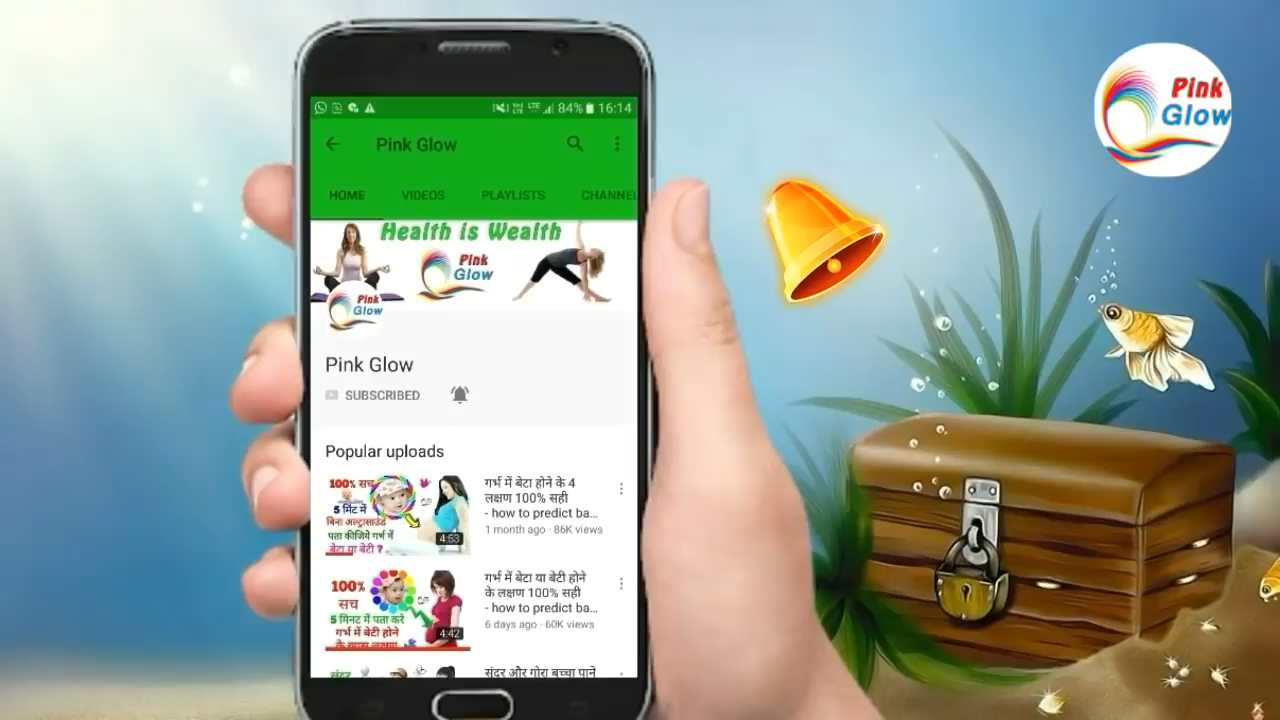 84% 16:14
Pink Glow
HOME VIDEOS PLAYLISTS CHANNEL
Health is Wealth
Pink
Glow
Pink
Glow
Pink Glow
SUBSCRIBED
Popular uploads
100% सच
5 मिंट में
बिना अल्ट्रासाउंड
पता कीजिये गर्भ में
बेटा या बेटी ?
4:53
गर्भ में बेटा होने के 4
लक्षण 100% सही
- how to predict ba...
1 month ago · 86K views
100%
सच
5 मिनट में पता करे
गर्भ में बेटी होने
4:42
गर्भ में बेटा या बेटी होने
के लक्षण 100% सही
- how to predict ba...
6 days ago · 60K views
सुंदर और गोरा बच्चा पाने
Pink
Glow